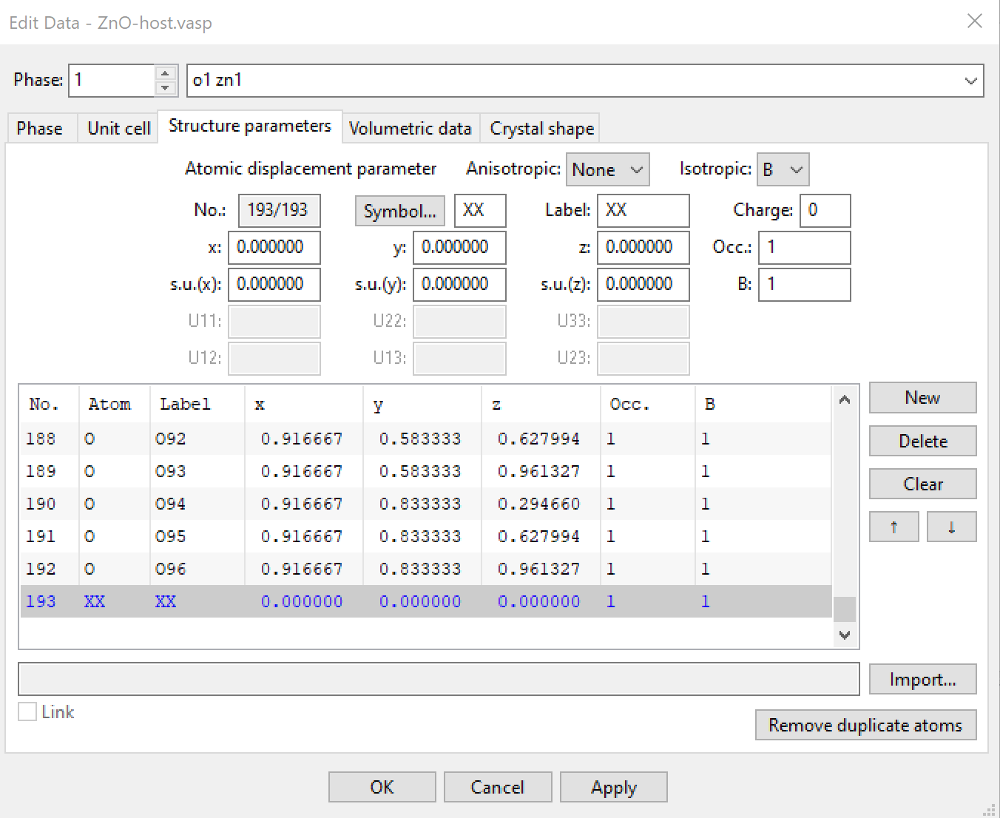 Edit Data - ZnO-host.vasp
Phase: 1 o1 zn1
Phase Unit cell Structure parameters Volumetric data Crystal shape
Atomic displacement parameter Anisotropic: None Isotropic: B
No.: 193/193 Symbol... XX Label: XX Charge: 0
x: 0.000000 y: 0.000000 z: 0.000000 Occ.: 1
s.u.(x): 0.000000 s.u.(y): 0.000000 s.u.(z): 0.000000 B: 1
U11: U22: U33:
U12: U13: U23:
No. Atom Label x y z Occ. B
188 O O92 0.916667 0.583333 0.627994 1 1
189 O O93 0.916667 0.583333 0.961327 1 1
190 O O94 0.916667 0.833333 0.294660 1 1
191 O O95 0.916667 0.833333 0.627994 1 1
192 O O96 0.916667 0.833333 0.961327 1 1
193 XX XX 0.000000 0.000000 0.000000 1 1
New
Delete
Clear
↑ ↓
Import...
Link
Remove duplicate atoms
OK Cancel Apply